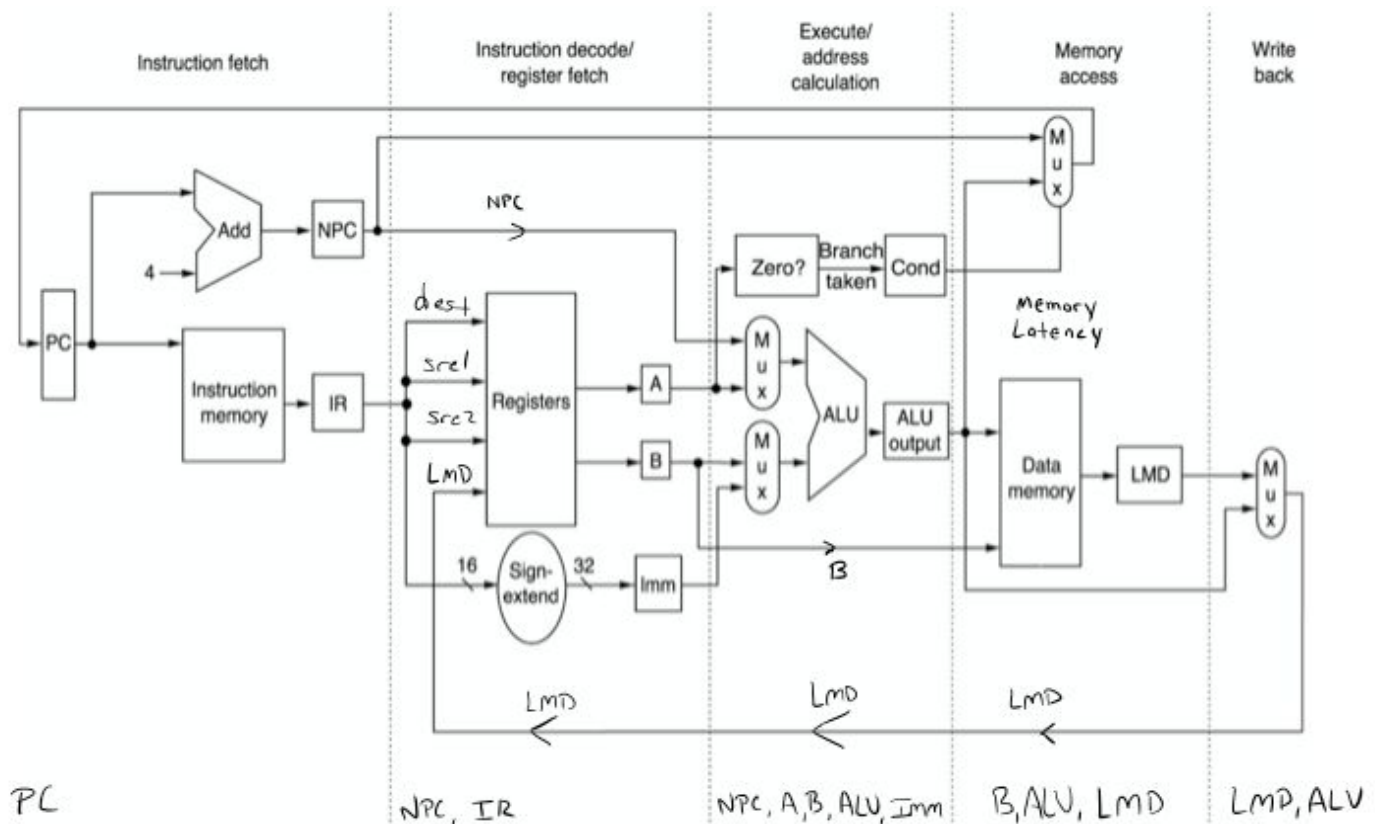 Instruction fetch
Instruction decode/
register fetch
Execute/
address
calculation
Memory
access
Write
back
M
u
x
NPC
Add
NPC
4
Zero?
Branch
taken
Cond
Memory
Latency
PC
dest
src1
src2
LMD
Instruction
memory
IR
Registers
A
B
M
u
x
M
u
x
ALU
ALU
output
Data
memory
LMD
M
u
x
B
16
Sign-
extend
32
Imm
LMD
LMD
LMD
PC
NPC, IR
NPC, A, B, ALU, Imm
B, ALU, LMD
LMD, ALU